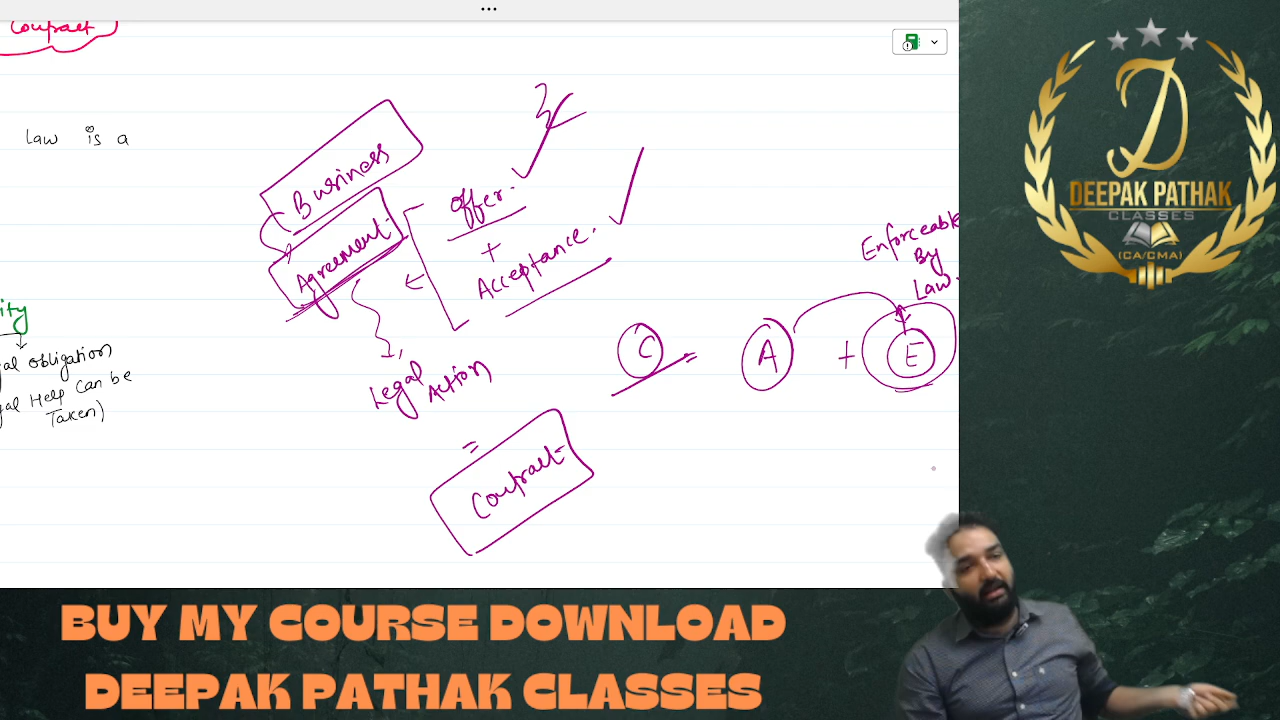 Contract
Law is a
ity
gal obligation
gal Help Can be
Taken)
Business
Agreement
Offer.
+
Acceptance.
Legal
Action
=
Contract
C = A + E
Enforceable
By
Law.
D
DEEPAK PATHAK
CLASSES
(CA/CMA)
BUY MY COURSE DOWNLOAD
DEEPAK PATHAK CLASSES